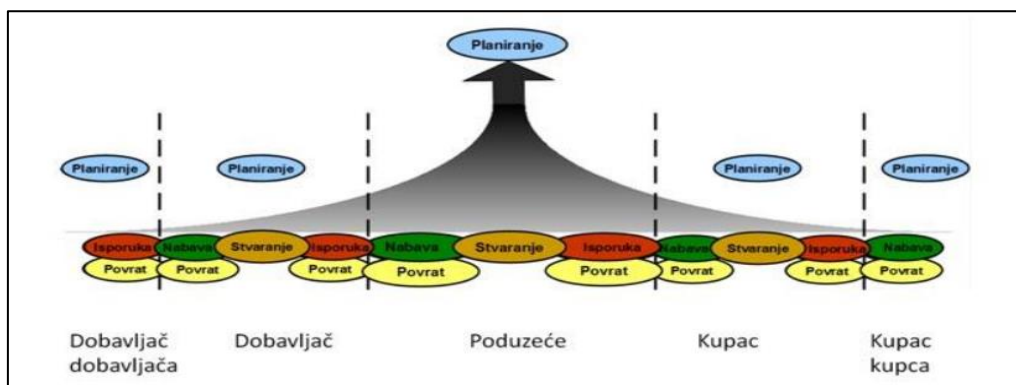 Planiranje
Planiranje Planiranje Planiranje Planiranje
Isporuka Nabava Stvaranje Isporuka Nabava Stvaranje Isporuka Nabava Stvaranje Isporuka Nabava
Povrat Povrat Povrat Povrat Povrat Povrat Povrat Povrat
Dobavljač Dobavljač Poduzeće Kupac Kupac
dobavljača kupca